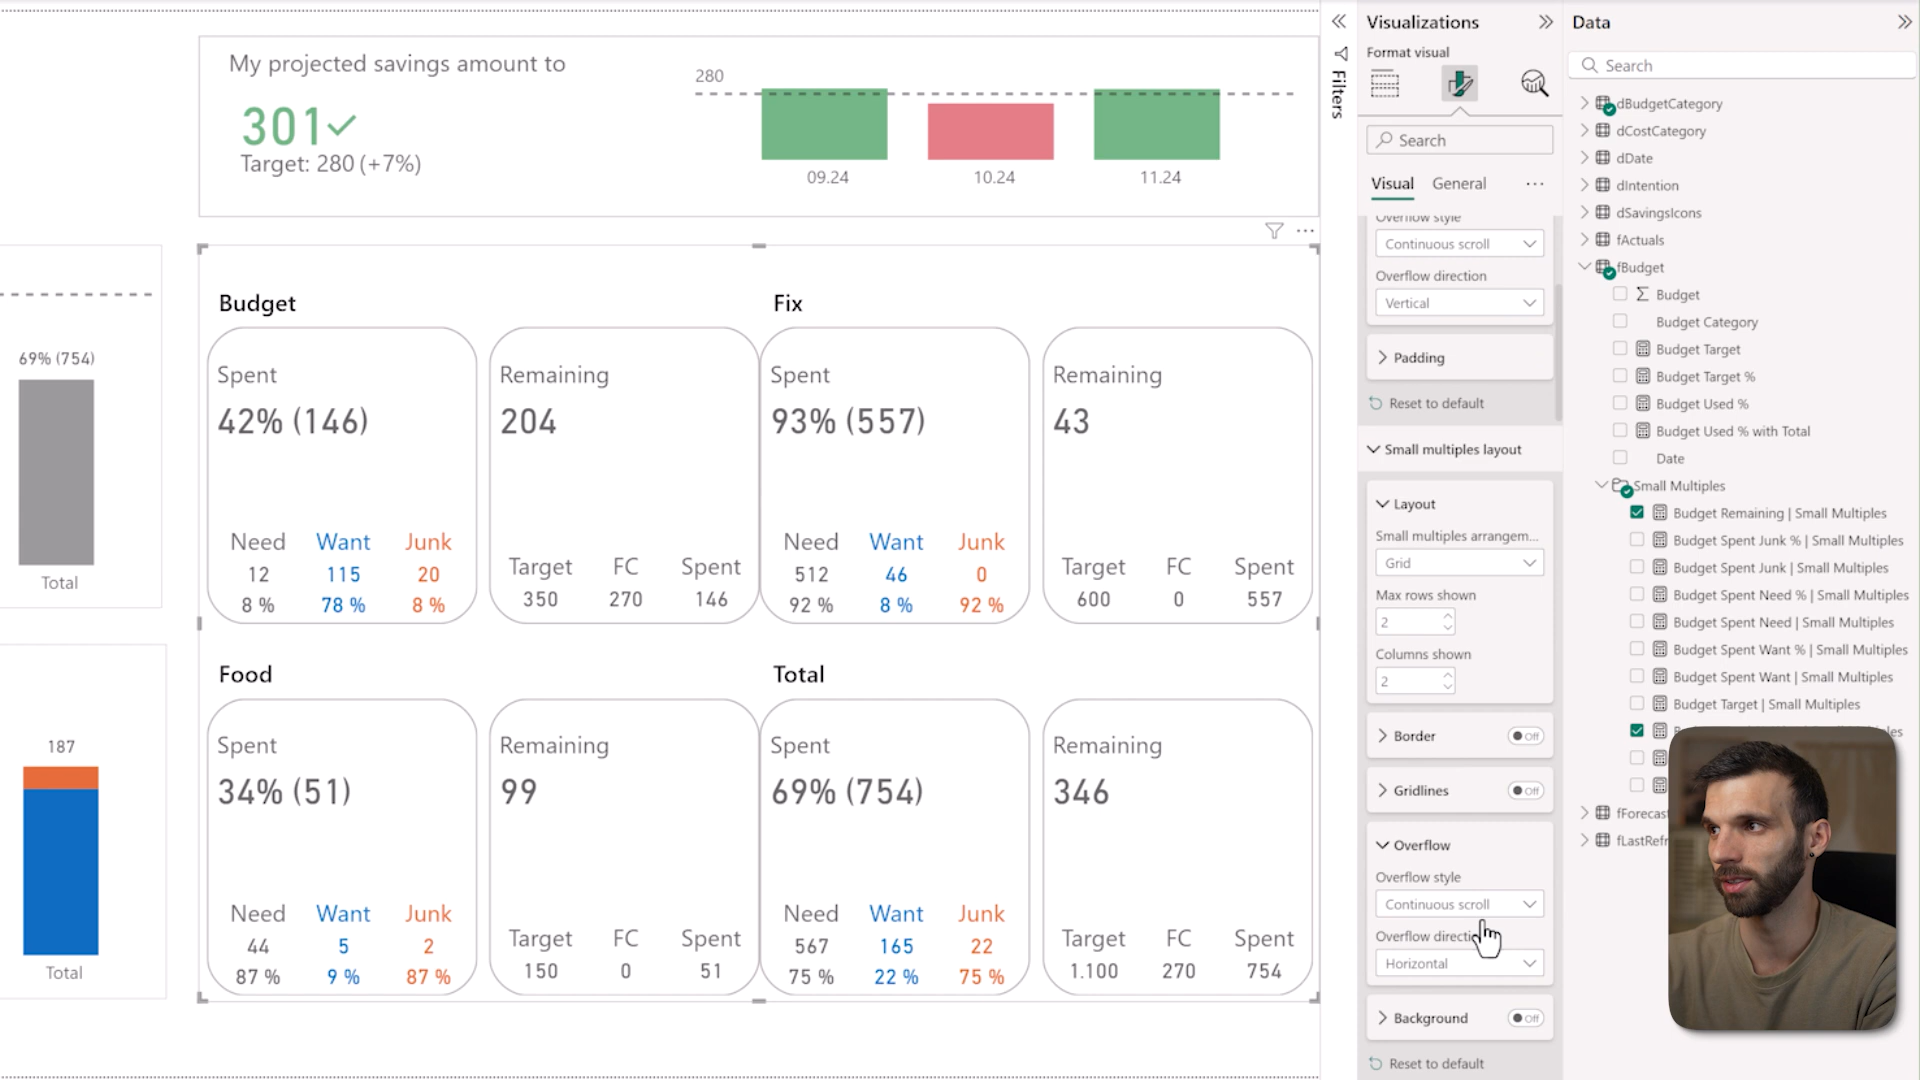 My projected savings amount to
301
Target: 280 (+7%)
280
09.24
10.24
11.24
69% (754)
Total
187
Total
Budget
Spent
42% (146)
Need Want Junk
12 115 20
8 % 78 % 8 %
Remaining
204
Target FC Spent
350 270 146
Fix
Spent
93% (557)
Need Want Junk
512 46 0
92 % 8 % 92 %
Remaining
43
Target FC Spent
600 0 557
Food
Spent
34% (51)
Need Want Junk
44 5 2
87 % 9 % 87 %
Remaining
99
Target FC Spent
150 0 51
Total
Spent
69% (754)
Need Want Junk
567 165 22
75 % 22 % 75 %
Remaining
346
Target FC Spent
1.100 270 754
Filters
Visualizations
Format visual
Search
Visual General
Overflow style
Continuous scroll
Overflow direction
Vertical
Padding
Reset to default
Small multiples layout
Layout
Small multiples arrangem...
Grid
Max rows shown
2
Columns shown
2
Border Off
Gridlines Off
Overflow
Overflow style
Continuous scroll
Overflow directi
Horizontal
Background Off
Reset to default
Data
Search
dBudgetCategory
dCostCategory
dDate
dIntention
dSavingsIcons
fActuals
fBudget
Budget
Budget Category
Budget Target
Budget Target %
Budget Used %
Budget Used % with Total
Date
Small Multiples
Budget Remaining | Small Multiples
Budget Spent Junk % | Small Multiples
Budget Spent Junk | Small Multiples
Budget Spent Need % | Small Multiples
Budget Spent Need | Small Multiples
Budget Spent Want % | Small Multiples
Budget Spent Want | Small Multiples
Budget Target | Small Multiples
fForecas
fLastRefr